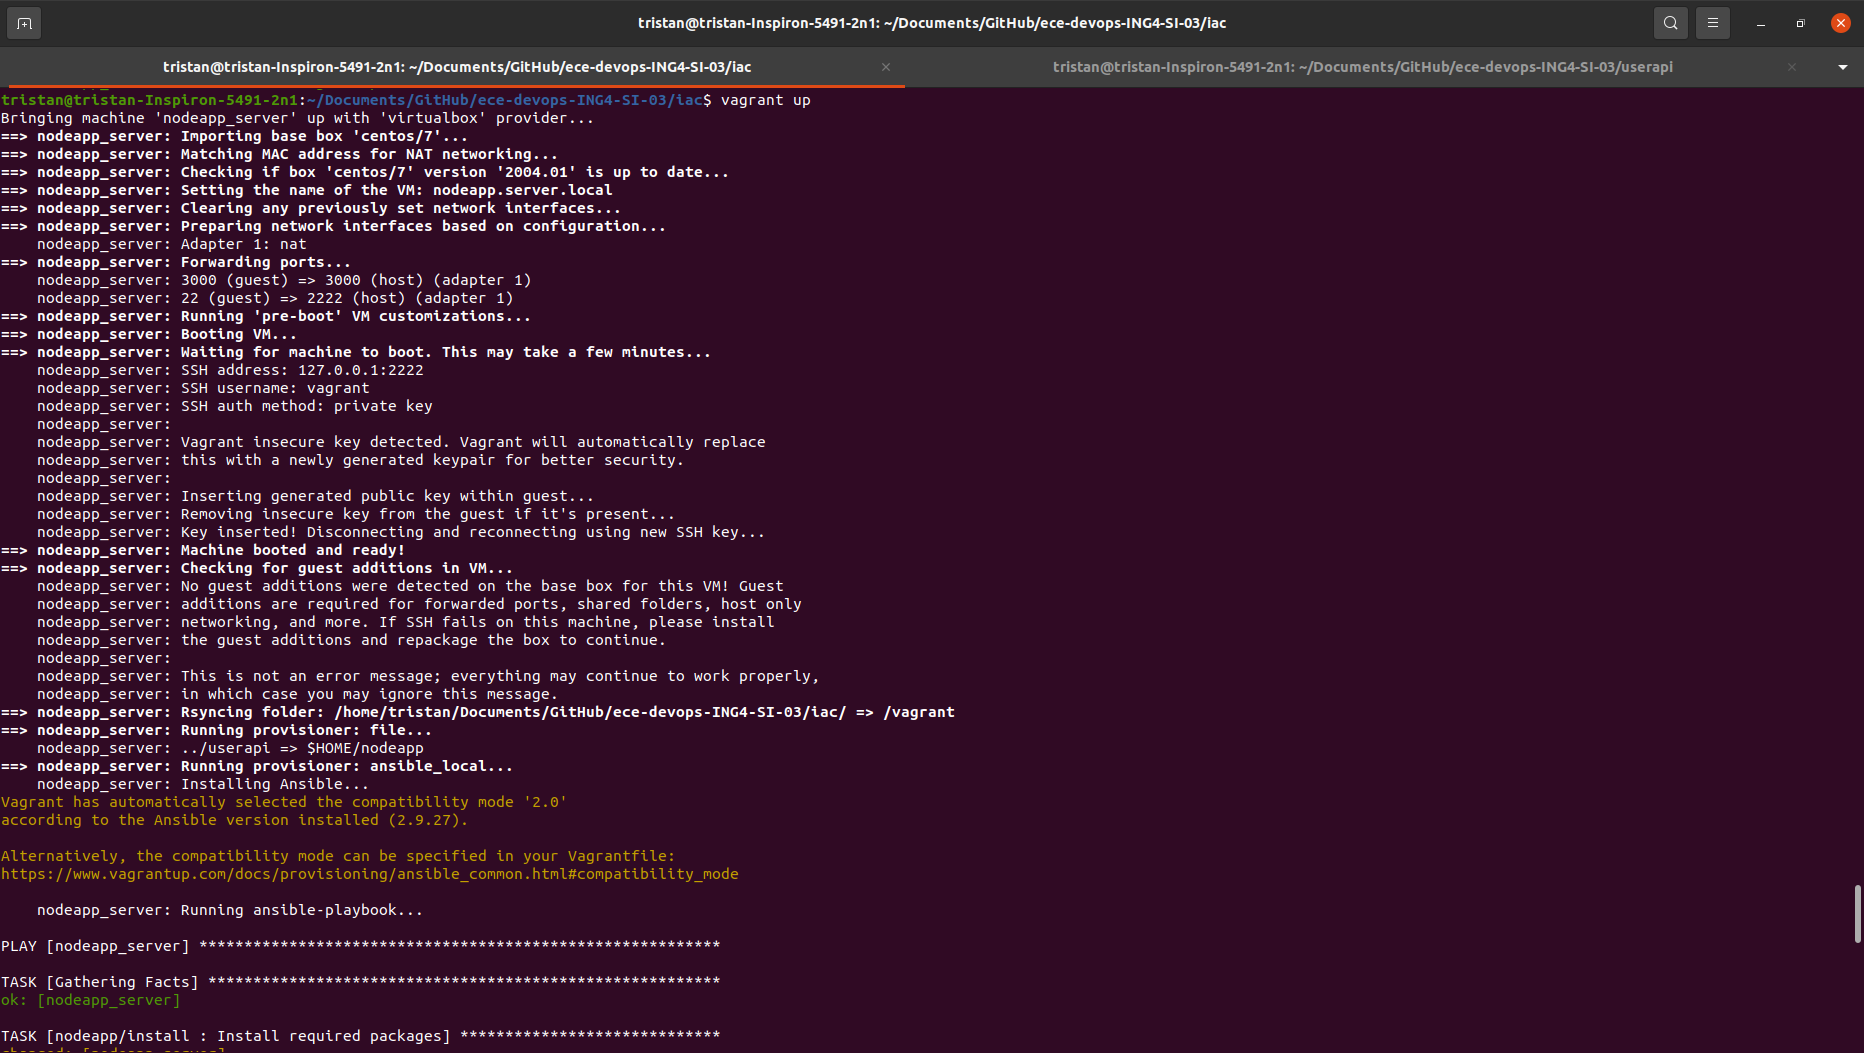 tristan@tristan-Inspiron-5491-2n1: ~/Documents/GitHub/ece-devops-ING4-SI-03/iac
tristan@tristan-Inspiron-5491-2n1: ~/Documents/GitHub/ece-devops-ING4-SI-03/iac
tristan@tristan-Inspiron-5491-2n1: ~/Documents/GitHub/ece-devops-ING4-SI-03/userapi
tristan@tristan-Inspiron-5491-2n1:~/Documents/GitHub/ece-devops-ING4-SI-03/iac$ vagrant up
Bringing machine 'nodeapp_server' up with 'virtualbox' provider...
==> nodeapp_server: Importing base box 'centos/7'...
==> nodeapp_server: Matching MAC address for NAT networking...
==> nodeapp_server: Checking if box 'centos/7' version '2004.01' is up to date...
==> nodeapp_server: Setting the name of the VM: nodeapp.server.local
==> nodeapp_server: Clearing any previously set network interfaces...
==> nodeapp_server: Preparing network interfaces based on configuration...
    nodeapp_server: Adapter 1: nat
==> nodeapp_server: Forwarding ports...
    nodeapp_server: 3000 (guest) => 3000 (host) (adapter 1)
    nodeapp_server: 22 (guest) => 2222 (host) (adapter 1)
==> nodeapp_server: Running 'pre-boot' VM customizations...
==> nodeapp_server: Booting VM...
==> nodeapp_server: Waiting for machine to boot. This may take a few minutes...
    nodeapp_server: SSH address: 127.0.0.1:2222
    nodeapp_server: SSH username: vagrant
    nodeapp_server: SSH auth method: private key
    nodeapp_server:
    nodeapp_server: Vagrant insecure key detected. Vagrant will automatically replace
    nodeapp_server: this with a newly generated keypair for better security.
    nodeapp_server:
    nodeapp_server: Inserting generated public key within guest...
    nodeapp_server: Removing insecure key from the guest if it's present...
    nodeapp_server: Key inserted! Disconnecting and reconnecting using new SSH key...
==> nodeapp_server: Machine booted and ready!
==> nodeapp_server: Checking for guest additions in VM...
    nodeapp_server: No guest additions were detected on the base box for this VM! Guest
    nodeapp_server: additions are required for forwarded ports, shared folders, host only
    nodeapp_server: networking, and more. If SSH fails on this machine, please install
    nodeapp_server: the guest additions and repackage the box to continue.
    nodeapp_server:
    nodeapp_server: This is not an error message; everything may continue to work properly,
    nodeapp_server: in which case you may ignore this message.
==> nodeapp_server: Rsyncing folder: /home/tristan/Documents/GitHub/ece-devops-ING4-SI-03/iac/ => /vagrant
==> nodeapp_server: Running provisioner: file...
    nodeapp_server: ../userapi => $HOME/nodeapp
==> nodeapp_server: Running provisioner: ansible_local...
    nodeapp_server: Installing Ansible...
Vagrant has automatically selected the compatibility mode '2.0'
according to the Ansible version installed (2.9.27).
Alternatively, the compatibility mode can be specified in your Vagrantfile:
https://www.vagrantup.com/docs/provisioning/ansible_common.html#compatibility_mode
    nodeapp_server: Running ansible-playbook...
PLAY [nodeapp_server] **********************************************************
TASK [Gathering Facts] *********************************************************
ok: [nodeapp_server]
TASK [nodeapp/install : Install required packages] *****************************
changed: [nodeapp_server]